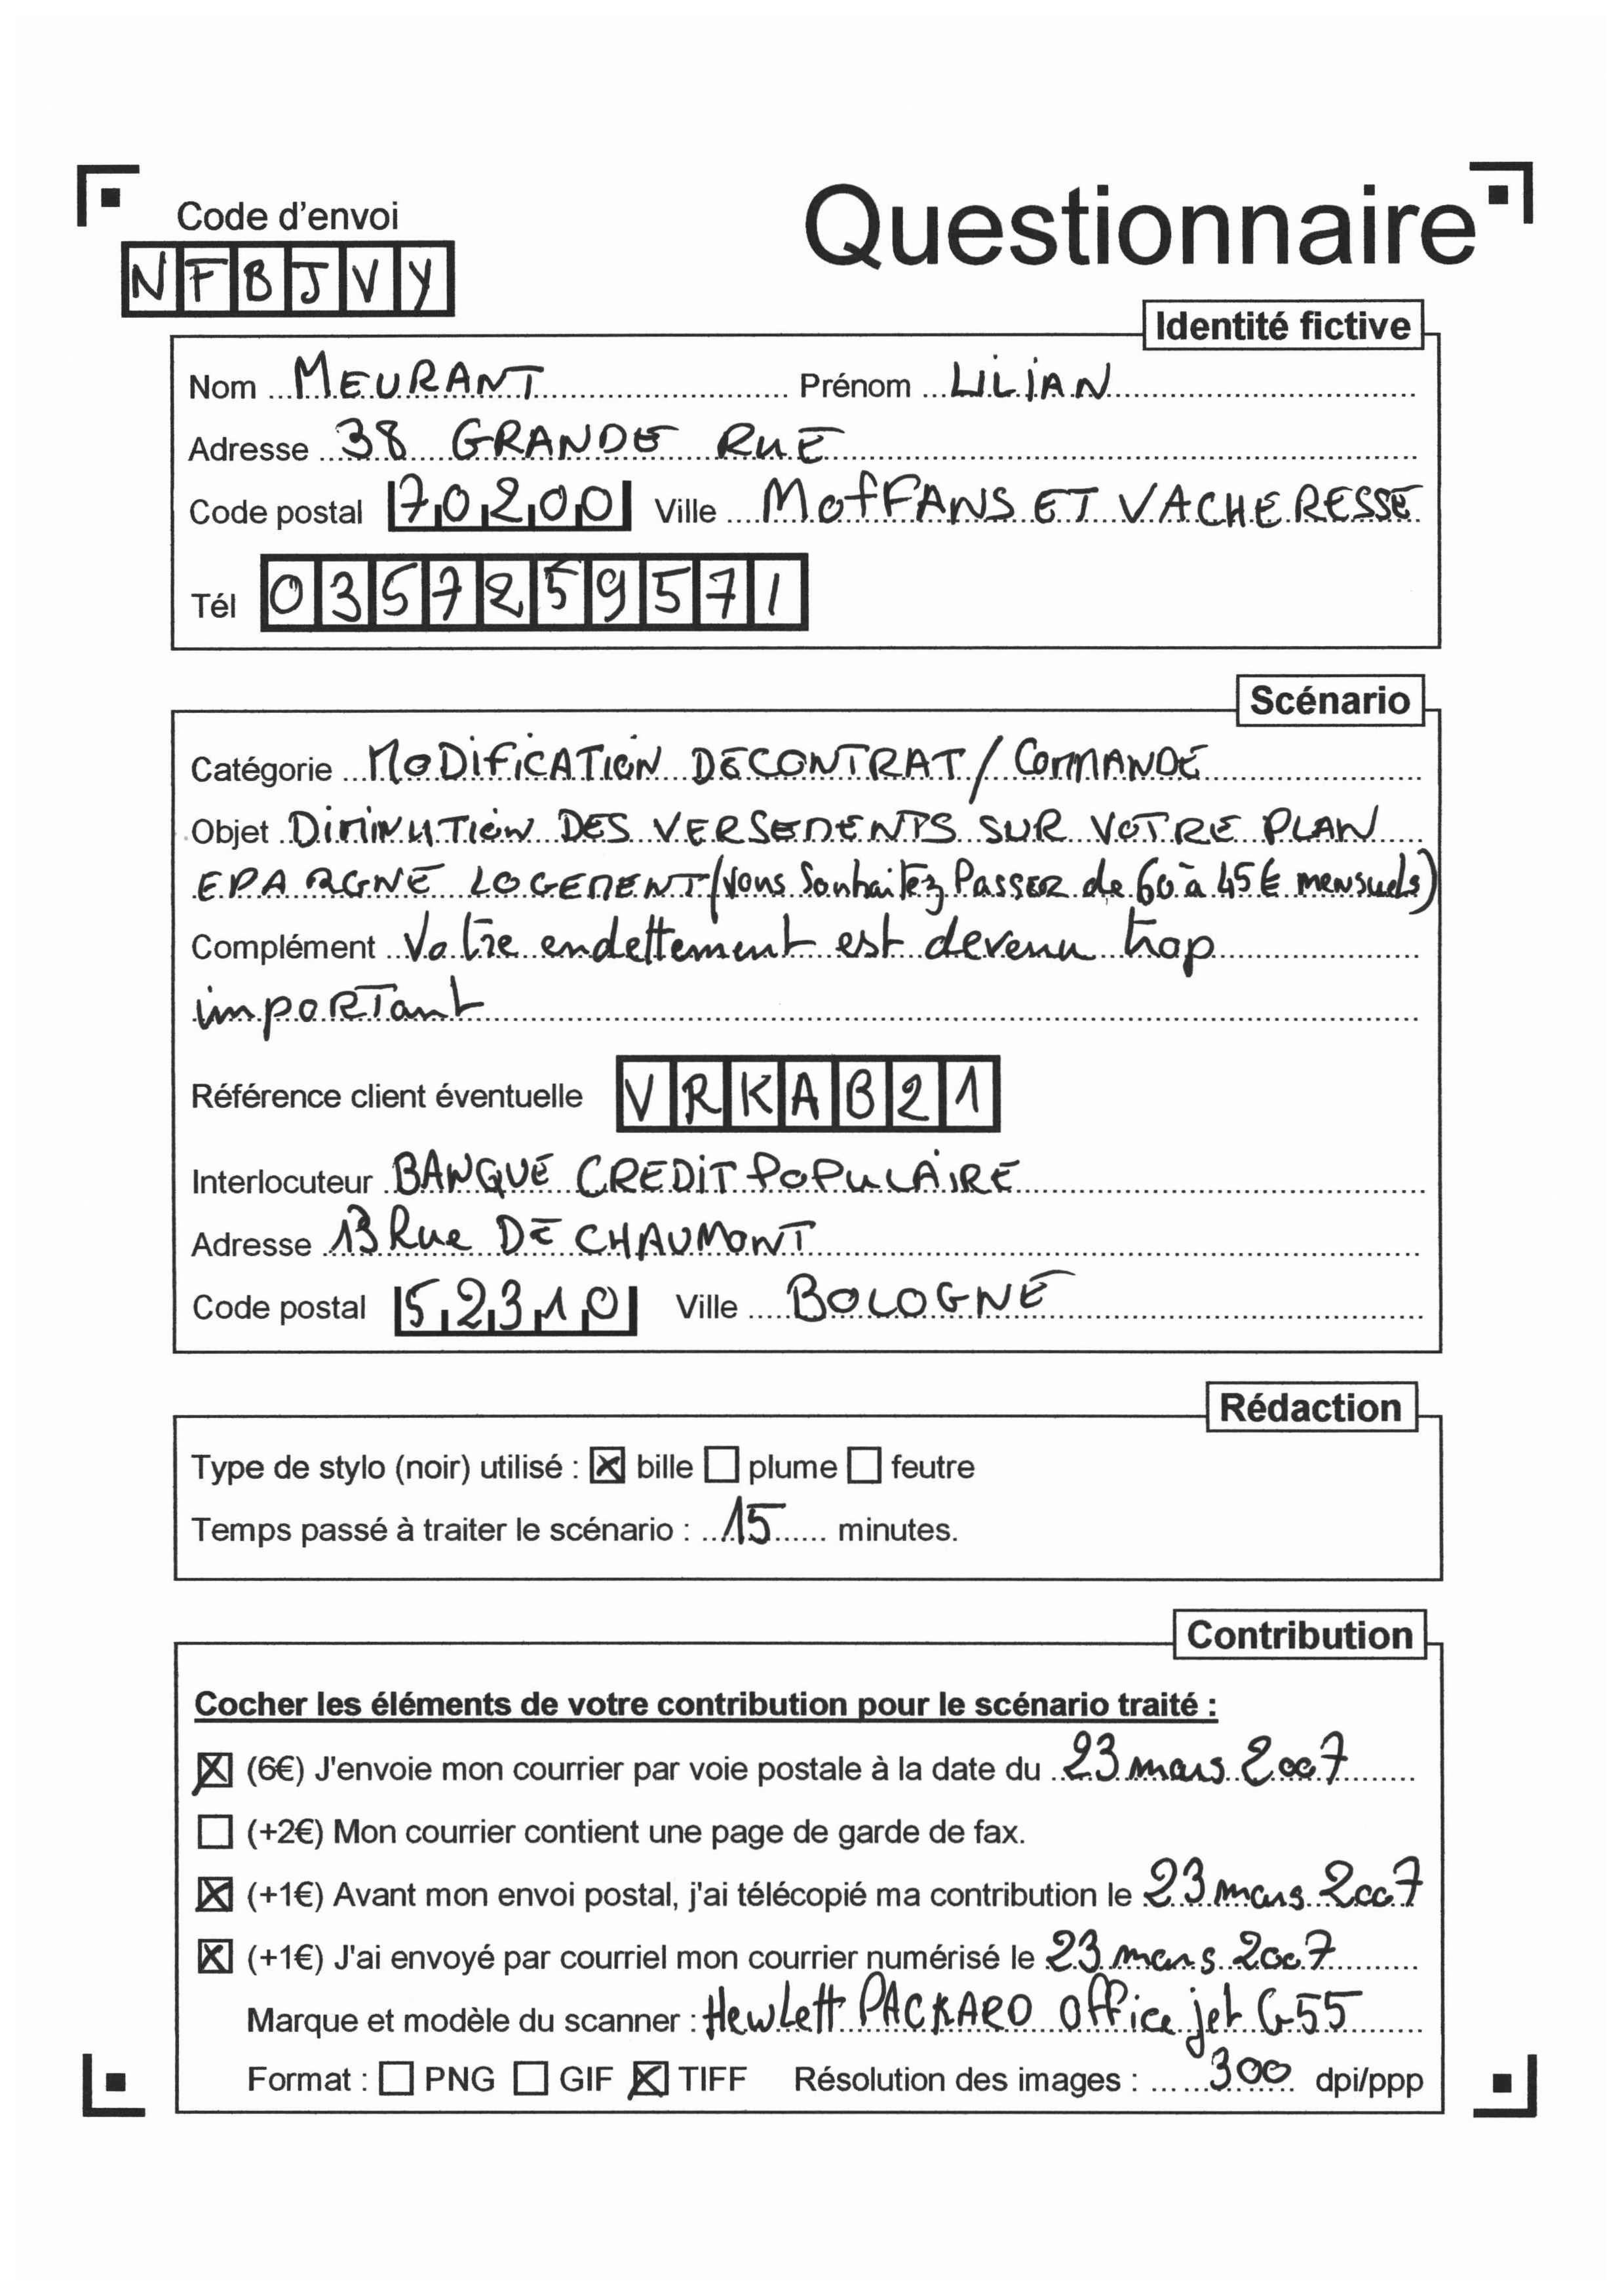 Code d'envoi
Questionnaire
NFBJVY
Identité fictive
Nom MEURANT Prénom LILIAN
Adresse 38 GRANDE RUE
Code postal 70200 Ville MOFFANS ET VACHERESSE
Tél 0357259571
Scénario
Catégorie MODIFICATION DE CONTRAT / COMMANDE
Objet DIMINUTION DES VERSEMENTS SUR VOTRE PLAN
EPARGNE LOGEMENT (Vous Souhaitez Passer de 60 à 45 € mensuels)
Complément Votre endettement est devenu trop
important
Référence client éventuelle VRKAB21
Interlocuteur BANQUE CREDIT POPULAIRE
Adresse 13 Rue DE CHAUMONT
Code postal 52310 Ville BOLOGNE
Rédaction
Type de stylo (noir) utilisé : ☒ bille ☐ plume ☐ feutre
Temps passé à traiter le scénario : 15 minutes.
Contribution
Cocher les éléments de votre contribution pour le scénario traité :
☒ (6€) J'envoie mon courrier par voie postale à la date du 23 mars 2007
☐ (+2€) Mon courrier contient une page de garde de fax.
☒ (+1€) Avant mon envoi postal, j'ai télécopié ma contribution le 23 mars 2007
☒ (+1€) J'ai envoyé par courriel mon courrier numérisé le 23 mars 2007
Marque et modèle du scanner : Hewlett PACKARD office jet G55
Format : ☐ PNG ☐ GIF ☒ TIFF Résolution des images : 300 dpi/ppp